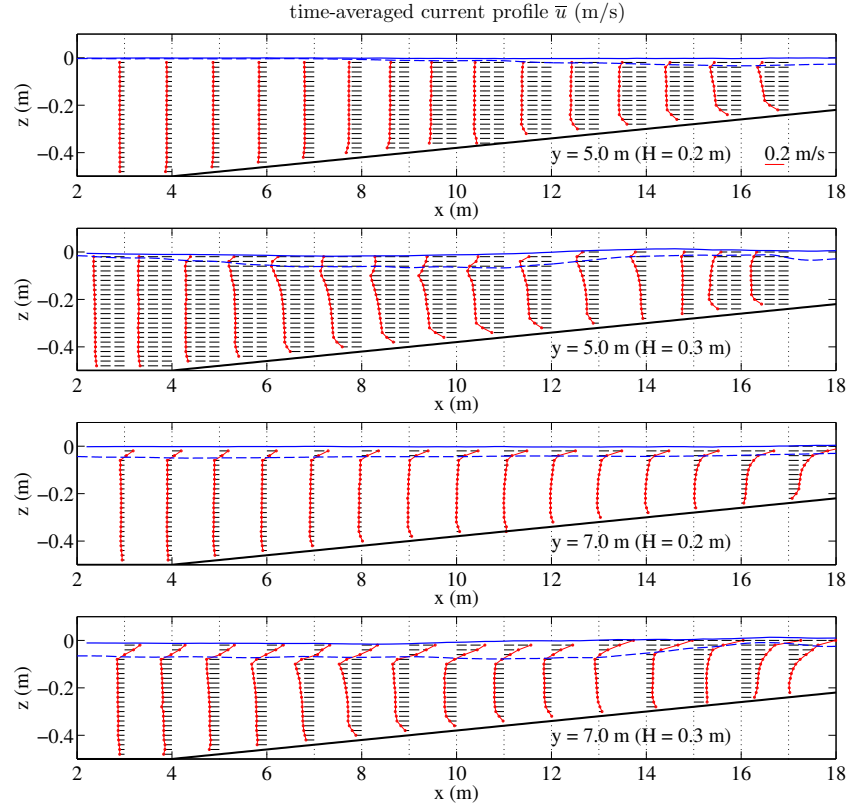 time-averaged current profile u̅ (m/s)
0
−0.2
−0.4
z (m)
y = 5.0 m (H = 0.2 m)
0.2 m/s
2 4 6 8 10 12 14 16 18
x (m)
0
−0.2
−0.4
z (m)
y = 5.0 m (H = 0.3 m)
2 4 6 8 10 12 14 16 18
x (m)
0
−0.2
−0.4
z (m)
y = 7.0 m (H = 0.2 m)
2 4 6 8 10 12 14 16 18
x (m)
0
−0.2
−0.4
z (m)
y = 7.0 m (H = 0.3 m)
2 4 6 8 10 12 14 16 18
x (m)